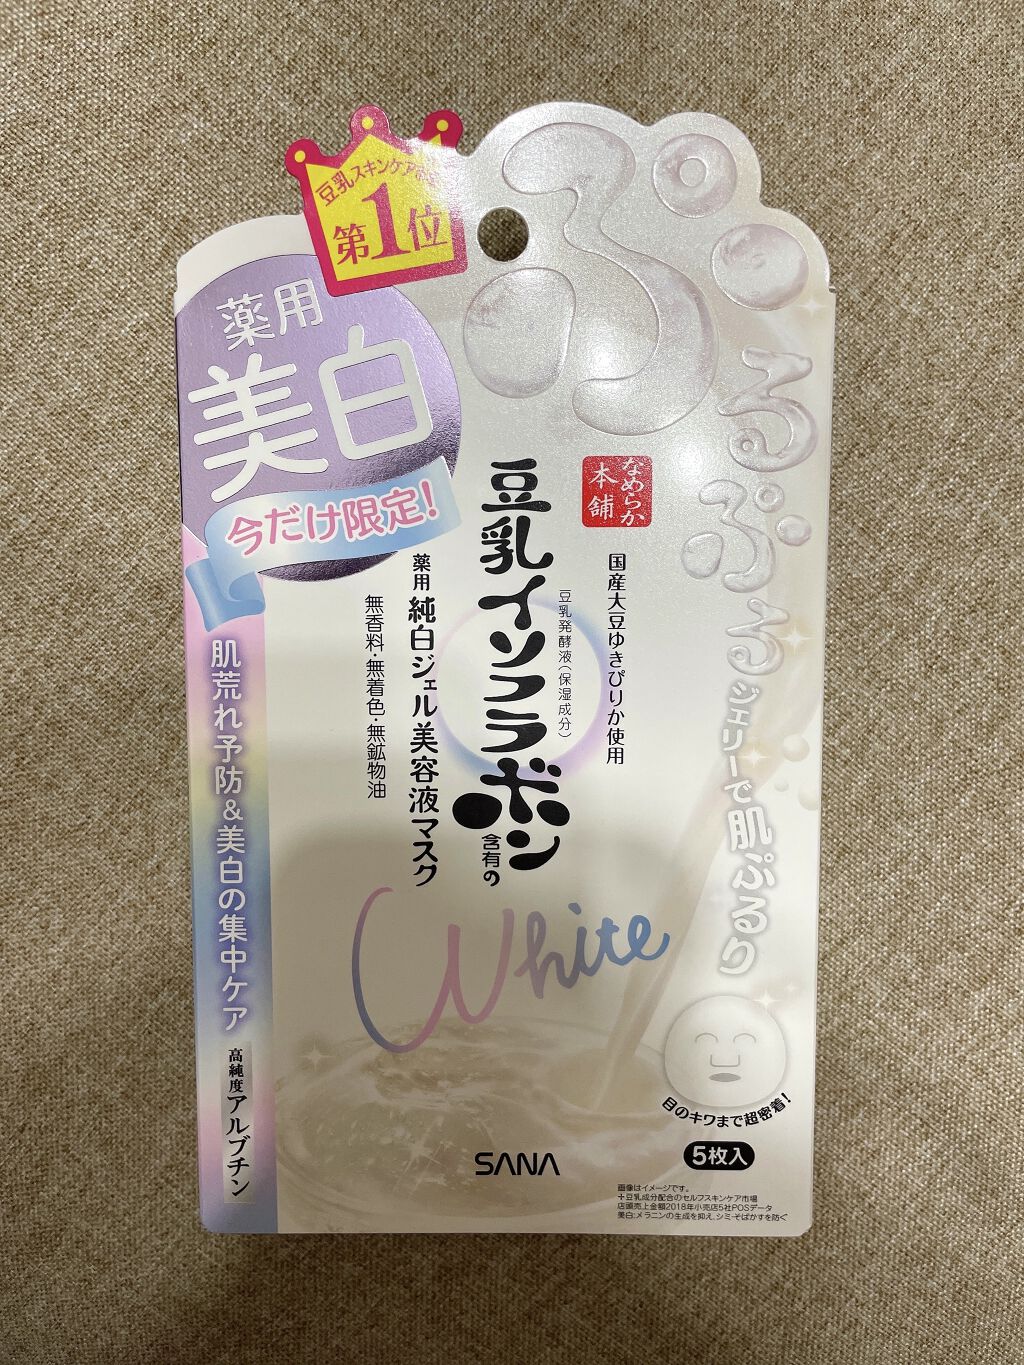 豆乳スキンケア市場
第1位
薬用
美白
今だけ限定!
肌荒れ予防&美白の集中ケア
高純度アルブチン
ぷるぷる
ジェリーで肌ぷるり
なめらか
本舗
国産大豆ゆきぴりか使用
豆乳発酵液(保湿成分)
豆乳イソフラボン
含有の
薬用 純白ジェル美容液マスク
無香料・無着色・無鉱物油
White
目のキワまで超密着!
5枚入
SANA
画像はイメージです。
+豆乳成分配合のセルフスキンケア市場
店頭売上金額2018年小売店5社POSデータ
美白:メラニンの生成を抑え、シミ・そばかすを防ぐ